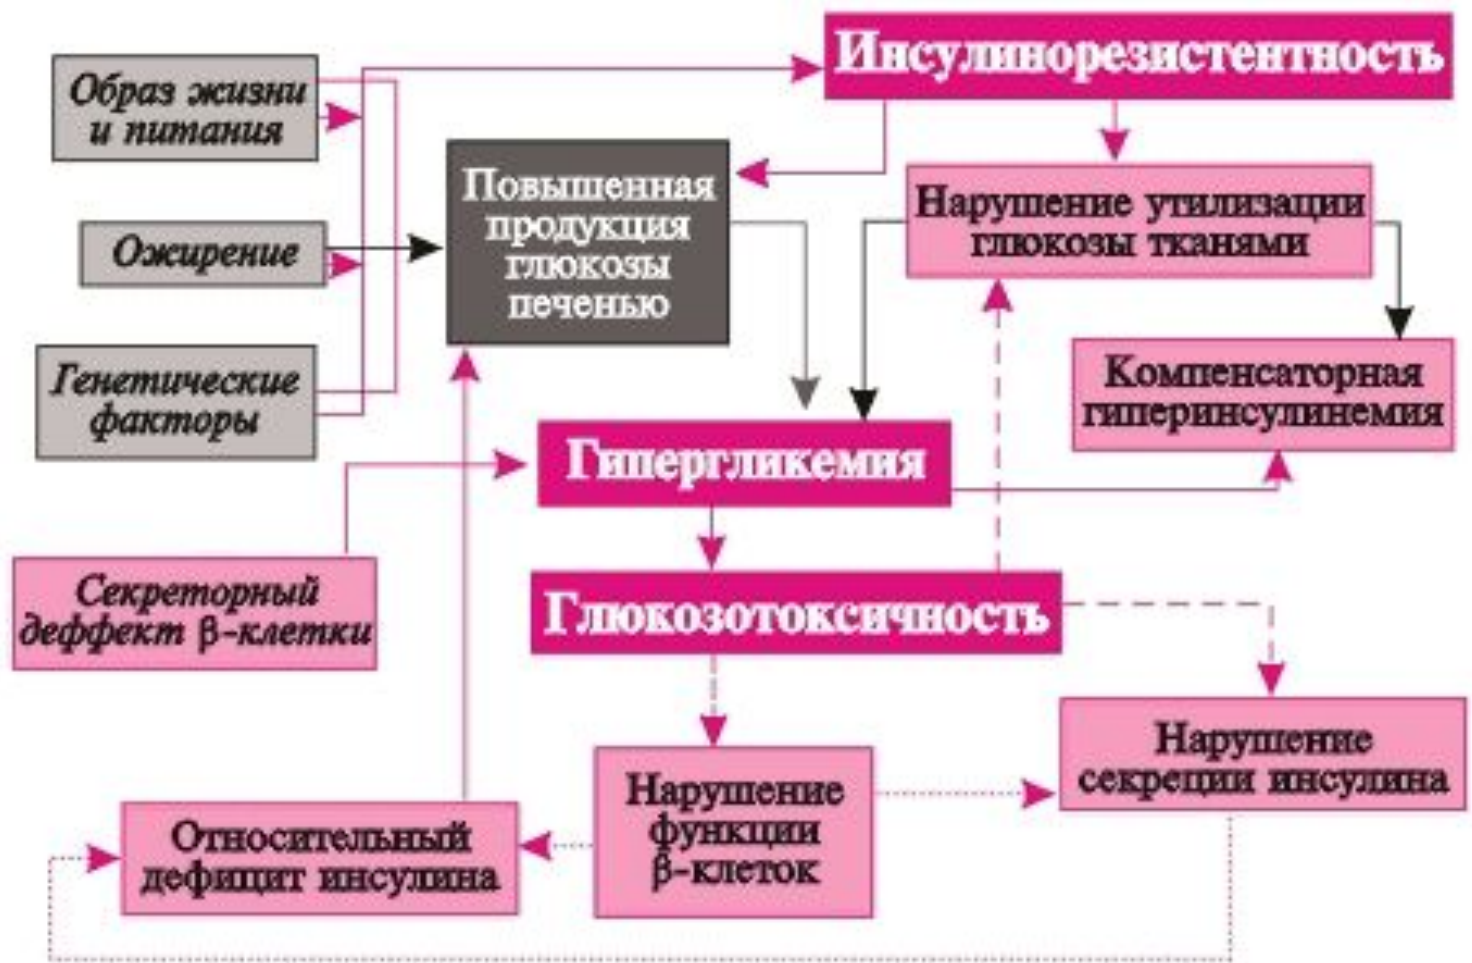 Инсулинорезистентность
Образ жизни
и питания
Повышенная
продукция
глюкозы
печенью
Нарушение утилизации
глюкозы тканями
Ожирение
Генетические
факторы
Компенсаторная
гиперинсулинемия
Гипергликемия
Секреторный
деффект β-клетки
Глюкозотоксичность
Нарушение
секреции инсулина
Нарушение
функции
β-клеток
Относительный
дефицит инсулина